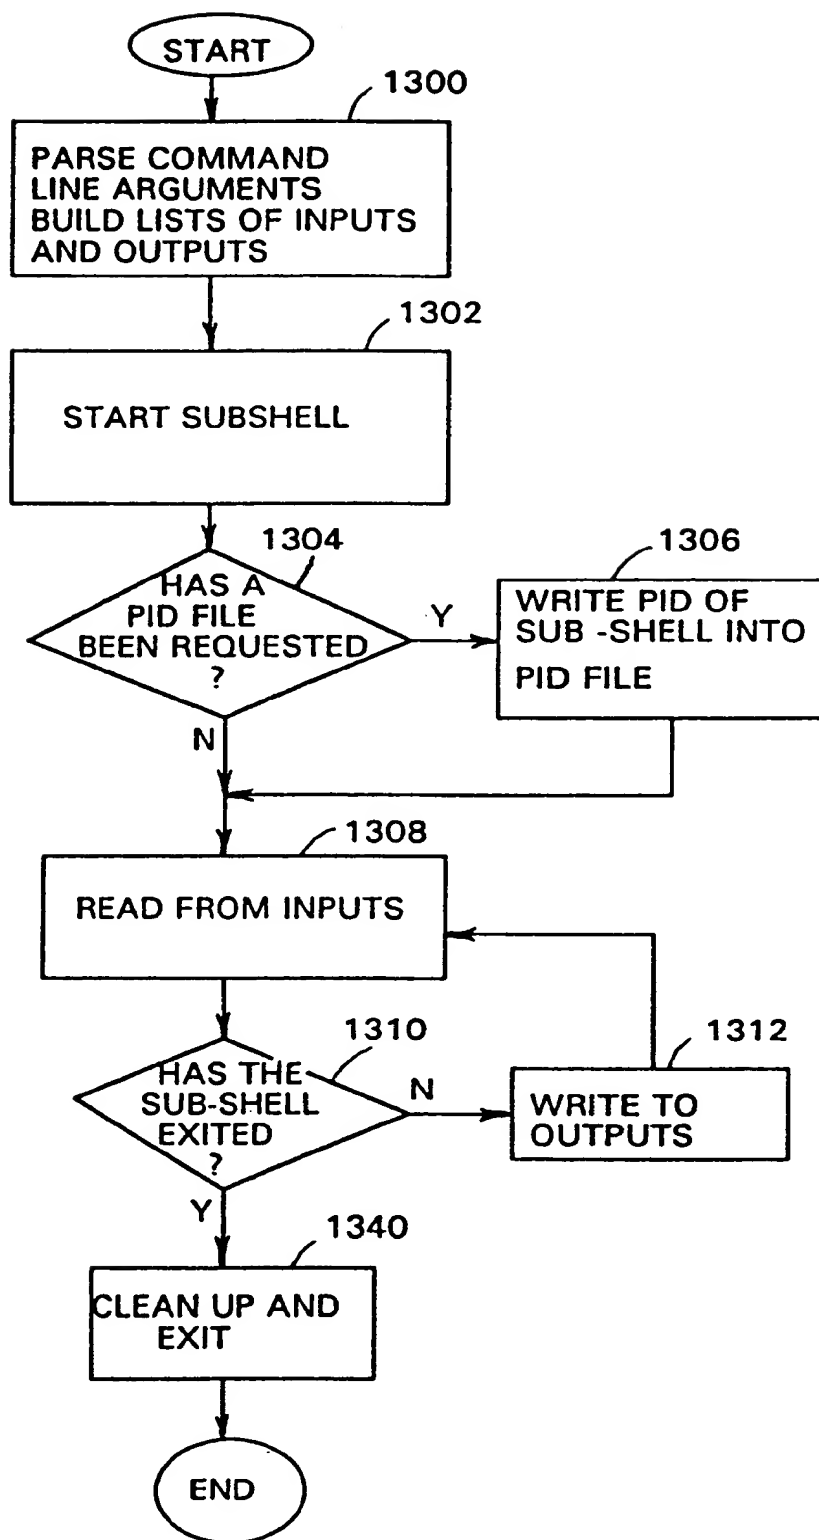 START
1300
PARSE COMMAND
LINE ARGUMENTS
BUILD LISTS OF INPUTS
AND OUTPUTS
1302
START SUBSHELL
1304
HAS A
PID FILE
BEEN REQUESTED
?
Y
N
1306
WRITE PID OF
SUB -SHELL INTO
PID FILE
1308
READ FROM INPUTS
1310
HAS THE
SUB-SHELL
EXITED
?
N
Y
1312
WRITE TO
OUTPUTS
1340
CLEAN UP AND
EXIT
END